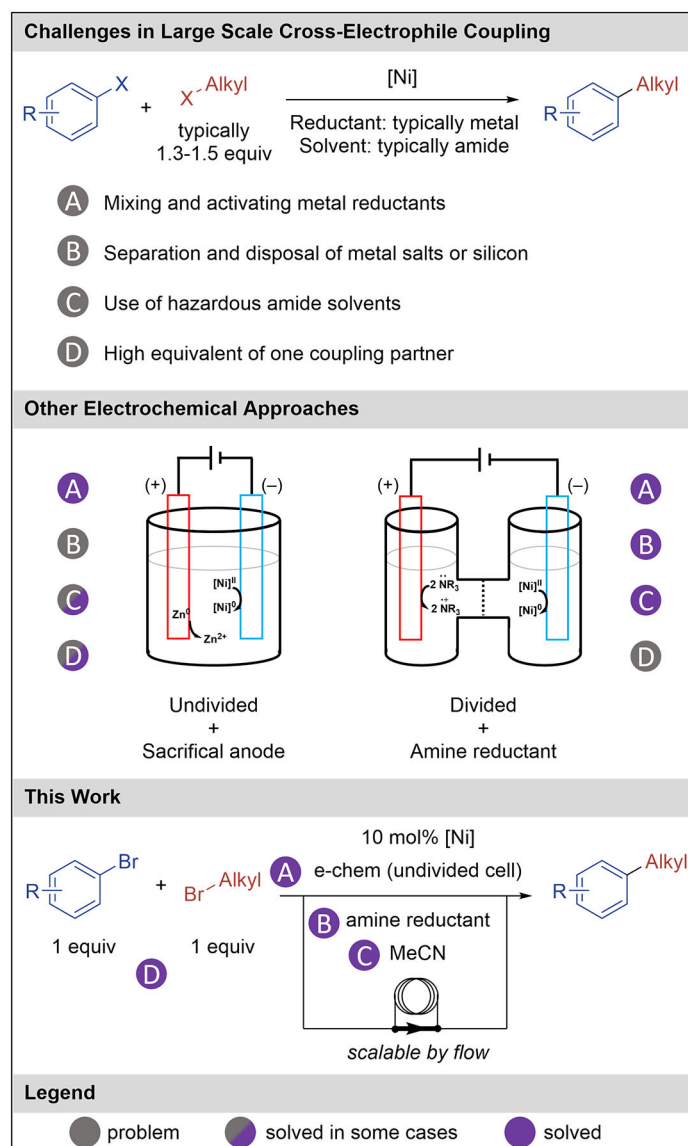 Challenges in Large Scale Cross-Electrophile Coupling
R
X
+
X
Alkyl
typically
1.3-1.5 equiv
[Ni]
Reductant: typically metal
Solvent: typically amide
R
Alkyl
A Mixing and activating metal reductants
B Separation and disposal of metal salts or silicon
C Use of hazardous amide solvents
D High equivalent of one coupling partner
Other Electrochemical Approaches
A
B
C
D
(+)
(–)
[Ni]II
[Ni]0
Zn0
Zn2+
Undivided
+
Sacrifical anode
(+)
(–)
2 NR3
2 NR3
[Ni]II
[Ni]0
Divided
+
Amine reductant
A
B
C
D
This Work
R
Br
1 equiv
+
Br
Alkyl
1 equiv
D
10 mol% [Ni]
A e-chem (undivided cell)
B amine reductant
C MeCN
scalable by flow
R
Alkyl
Legend
problem solved in some cases solved